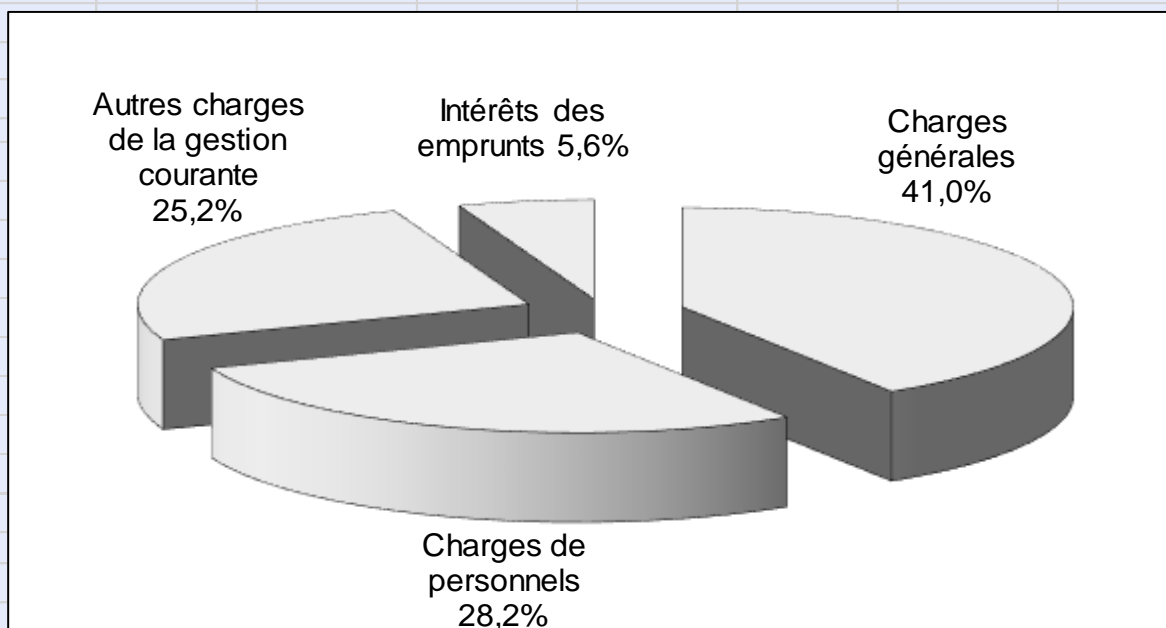 Autres charges
de la gestion
courante
25,2%
Intérêts des
emprunts 5,6%
Charges
générales
41,0%
Charges de
personnels
28,2%